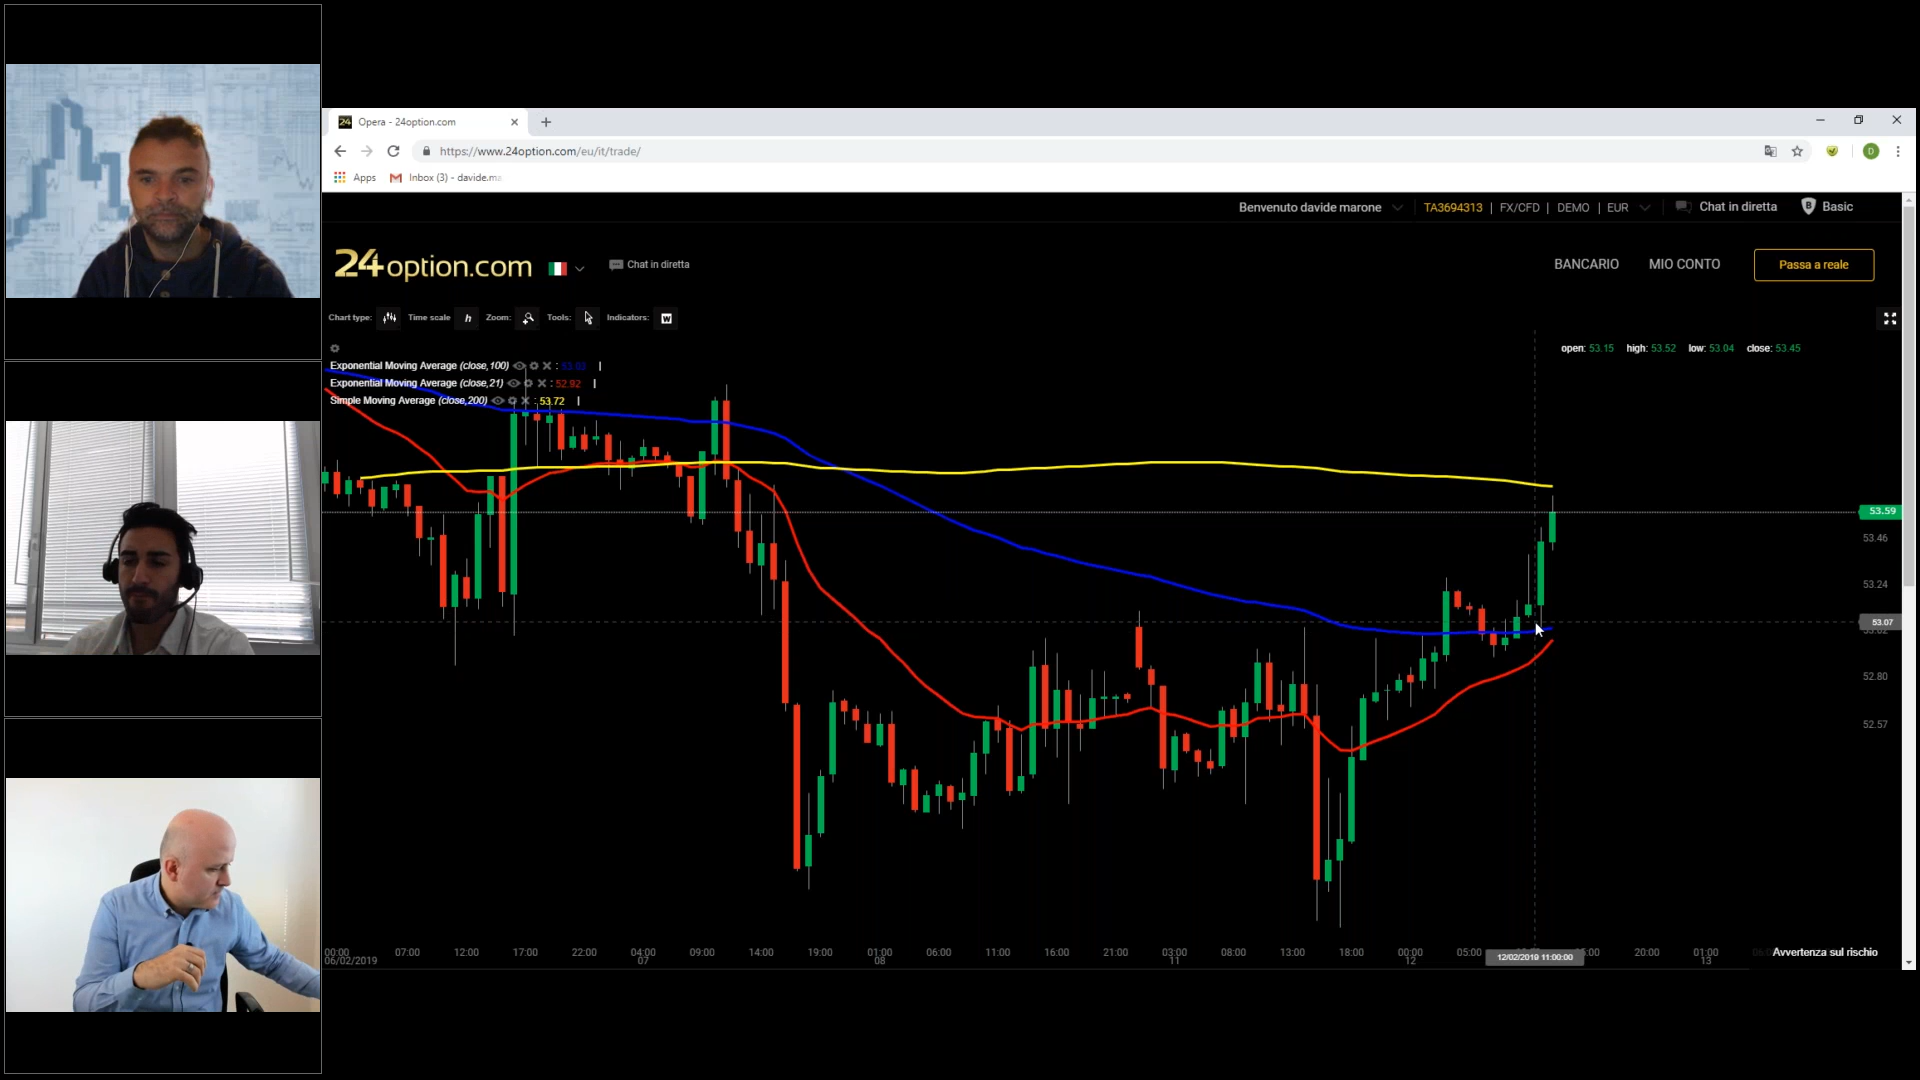 24 Opera - 24option.com
https://www.24option.com/eu/it/trade/
D
Apps Inbox (3) - davide.ma
Benvenuto davide marone TA3694313 | FX/CFD | DEMO | EUR Chat in diretta B Basic
24option.com Chat in diretta BANCARIO MIO CONTO Passa a reale
Chart type: Time scale h Zoom: Tools: Indicators: W
open: 53.15 high: 53.52 low: 53.04 close: 53.45
Exponential Moving Average (close,100) :
Exponential Moving Average (close,21) : 52.92
Simple Moving Average (close,200) : 53.72
53.59
53.46
53.24
53.07
52.80
52.57
00:00 07:00 12:00 17:00 22:00 04:00 09:00 14:00 19:00 01:00 06:00 11:00 16:00 21:00 03:00 08:00 13:00 18:00 00:00 05:00 20:00 01:00 Avvertenza sul rischio
06/02/2019 07 08 11 12 12/02/2019 11:00:00 13